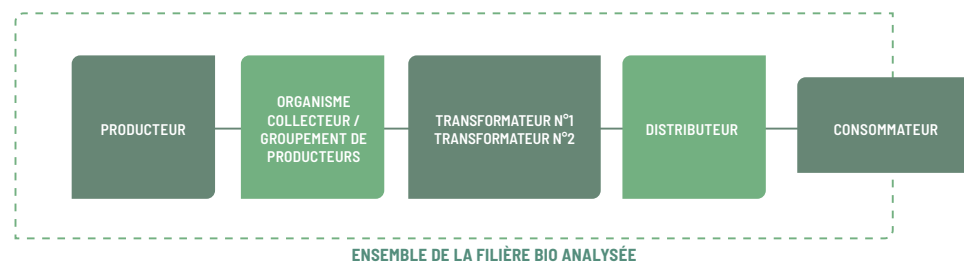 PRODUCTEUR
ORGANISME
COLLECTEUR /
GROUPEMENT DE
PRODUCTEURS
TRANSFORMATEUR N°1
TRANSFORMATEUR N°2
DISTRIBUTEUR
CONSOMMATEUR
ENSEMBLE DE LA FILIÈRE BIO ANALYSÉE